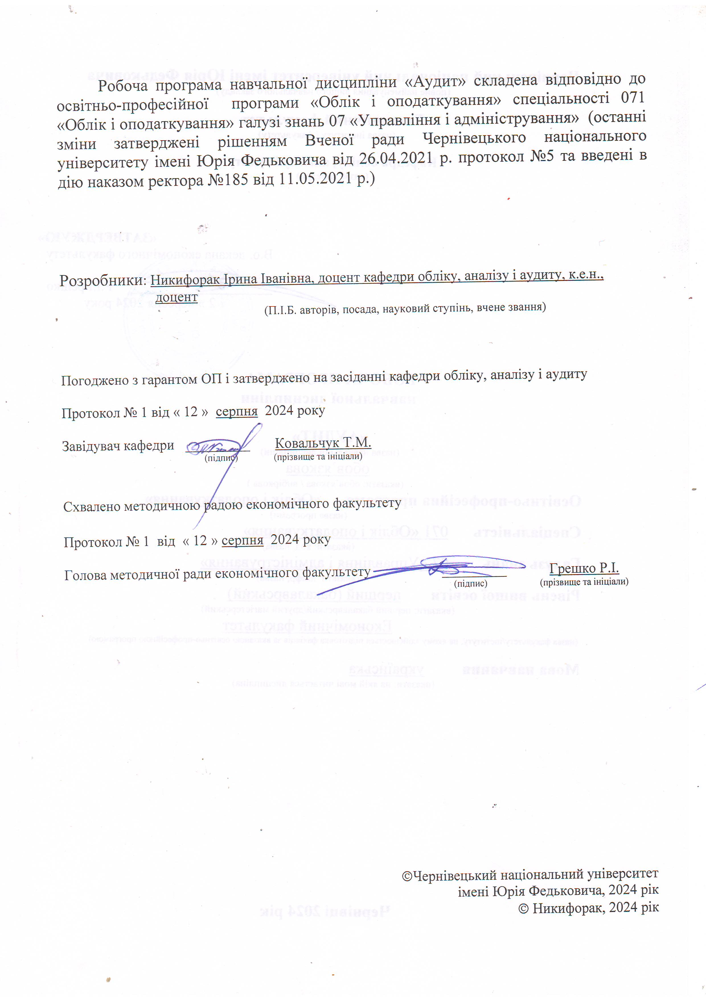 Робоча програма навчальної дисципліни «Аудит» складена відповідно до
освітньо-професійної програми «Облік і оподаткування» спеціальності 071
«Облік і оподаткування» галузі знань 07 «Управління і адміністрування» (останні
зміни затверджені рішенням Вченої ради Чернівецького національного
університету імені Юрія Федьковича від 26.04.2021 р. протокол №5 та введені в
дію наказом ректора №185 від 11.05.2021 р.)
Розробники: Никифорак Ірина Іванівна, доцент кафедри обліку, аналізу і аудиту, к.е.н.,
доцент
(П.І.Б. авторів, посада, науковий ступінь, вчене звання)
Погоджено з гарантом ОП і затверджено на засіданні кафедри обліку, аналізу і аудиту
Протокол № 1 від « 12 » серпня 2024 року
Завідувач кафедри Ковальчук Т.М.
(підпис) (прізвище та ініціали)
Схвалено методичною радою економічного факультету
Протокол № 1 від « 12 » серпня 2024 року
Голова методичної ради економічного факультету Грешко Р.І.
(підпис) (прізвище та ініціали)
©Чернівецький національний університет
імені Юрія Федьковича, 2024 рік
© Никифорак, 2024 рік